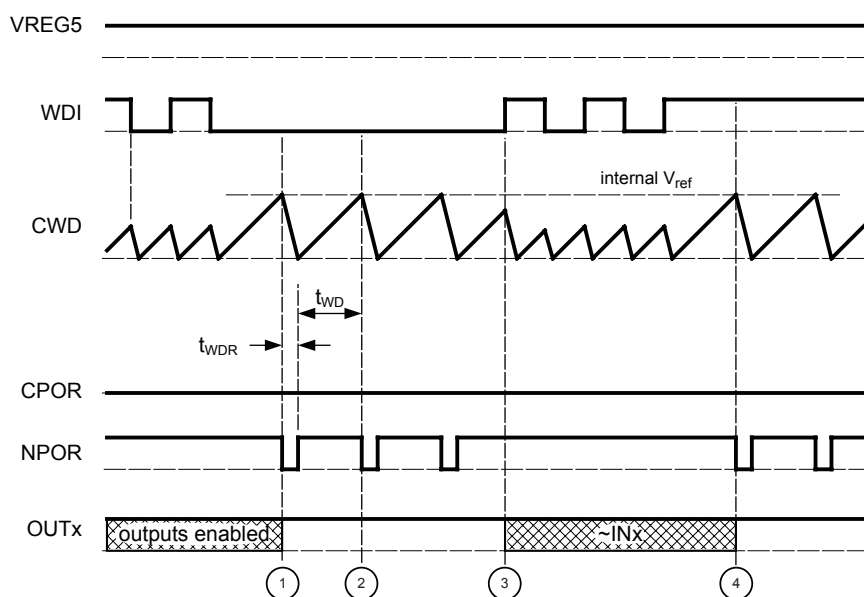 VREG5
WDI
internal Vref
CWD
tWD
tWDR
CPOR
NPOR
OUTx
outputs enabled
~INx
1
2
3
4